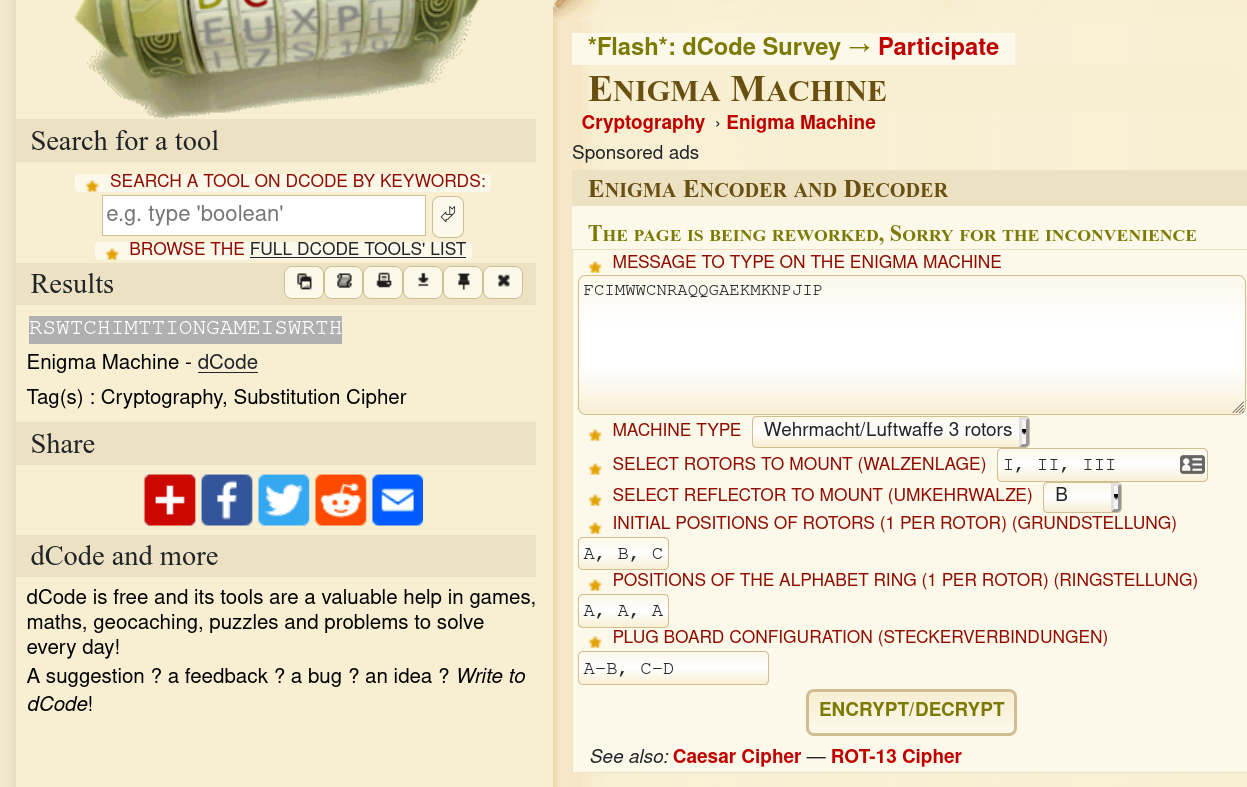 D C
E U X P L
I 7 S 1 0
Search for a tool
SEARCH A TOOL ON DCODE BY KEYWORDS:
e.g. type 'boolean'
BROWSE THE FULL DCODE TOOLS' LIST
Results
RSWTCHIMTTIONGAMEISWRTH
Enigma Machine - dCode
Tag(s) : Cryptography, Substitution Cipher
Share
dCode and more
dCode is free and its tools are a valuable help in games,
maths, geocaching, puzzles and problems to solve
every day!
A suggestion ? a feedback ? a bug ? an idea ? Write to
dCode!
*Flash*: dCode Survey → Participate
ENIGMA MACHINE
Cryptography › Enigma Machine
Sponsored ads
ENIGMA ENCODER AND DECODER
THE PAGE IS BEING REWORKED, SORRY FOR THE INCONVENIENCE
MESSAGE TO TYPE ON THE ENIGMA MACHINE
FCIMWWCNRAQQGAEKMKNPJIP
MACHINE TYPE Wehrmacht/Luftwaffe 3 rotors
SELECT ROTORS TO MOUNT (WALZENLAGE) I, II, III
SELECT REFLECTOR TO MOUNT (UMKEHRWALZE) B
INITIAL POSITIONS OF ROTORS (1 PER ROTOR) (GRUNDSTELLUNG)
A, B, C
POSITIONS OF THE ALPHABET RING (1 PER ROTOR) (RINGSTELLUNG)
A, A, A
PLUG BOARD CONFIGURATION (STECKERVERBINDUNGEN)
A-B, C-D
ENCRYPT/DECRYPT
See also: Caesar Cipher — ROT-13 Cipher